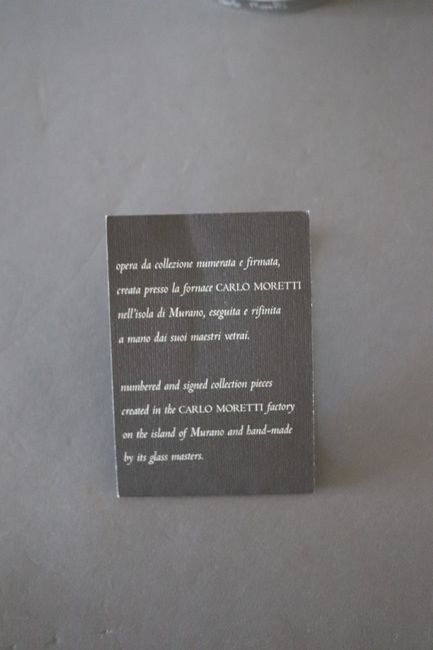 opera da collezione numerata e firmata,
creata presso la fornace CARLO MORETTI
nell'isola di Murano, eseguita e rifinita
a mano dai suoi maestri vetrai.
numbered and signed collection pieces
created in the CARLO MORETTI factory
on the island of Murano and hand-made
by its glass masters.